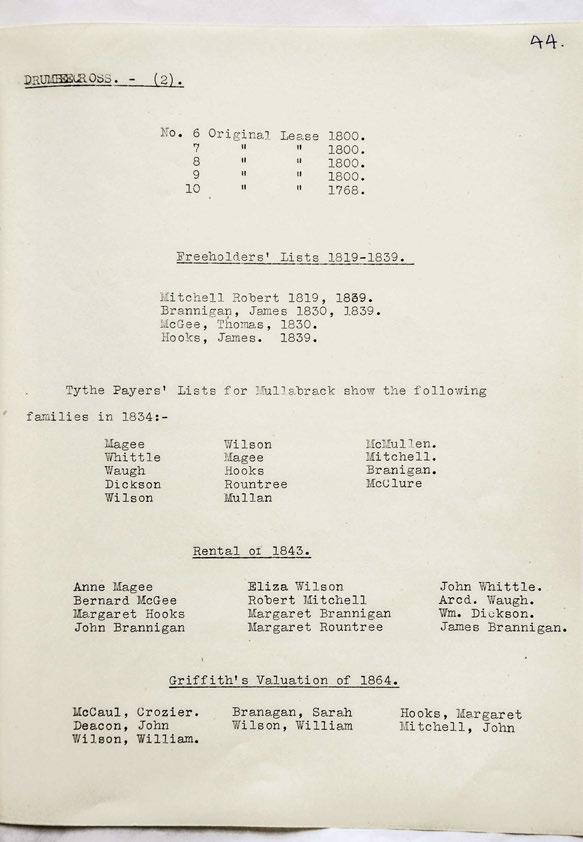 44.
DRUMBEECROSS. - (2).
No. 6 Original Lease 1800.
7 " " 1800.
8 " " 1800.
9 " " 1800.
10 " " 1768.
Freeholders' Lists 1819-1839.
Mitchell Robert 1819, 1839.
Brannigan, James 1830, 1839.
McGee, Thomas, 1830.
Hooks, James. 1839.
Tythe Payers' Lists for Mullabrack show the following
families in 1834:-
Magee Wilson McMullen.
Whittle Magee Mitchell.
Waugh Hooks Branigan.
Dickson Rountree McClure
Wilson Mullan
Rental of 1843.
Anne Magee Eliza Wilson John Whittle.
Bernard McGee Robert Mitchell Arcd. Waugh.
Margaret Hooks Margaret Brannigan Wm. Dickson.
John Brannigan Margaret Rountree James Brannigan.
Griffith's Valuation of 1864.
McCaul, Crozier. Branagan, Sarah Hooks, Margaret
Deacon, John Wilson, William Mitchell, John
Wilson, William.